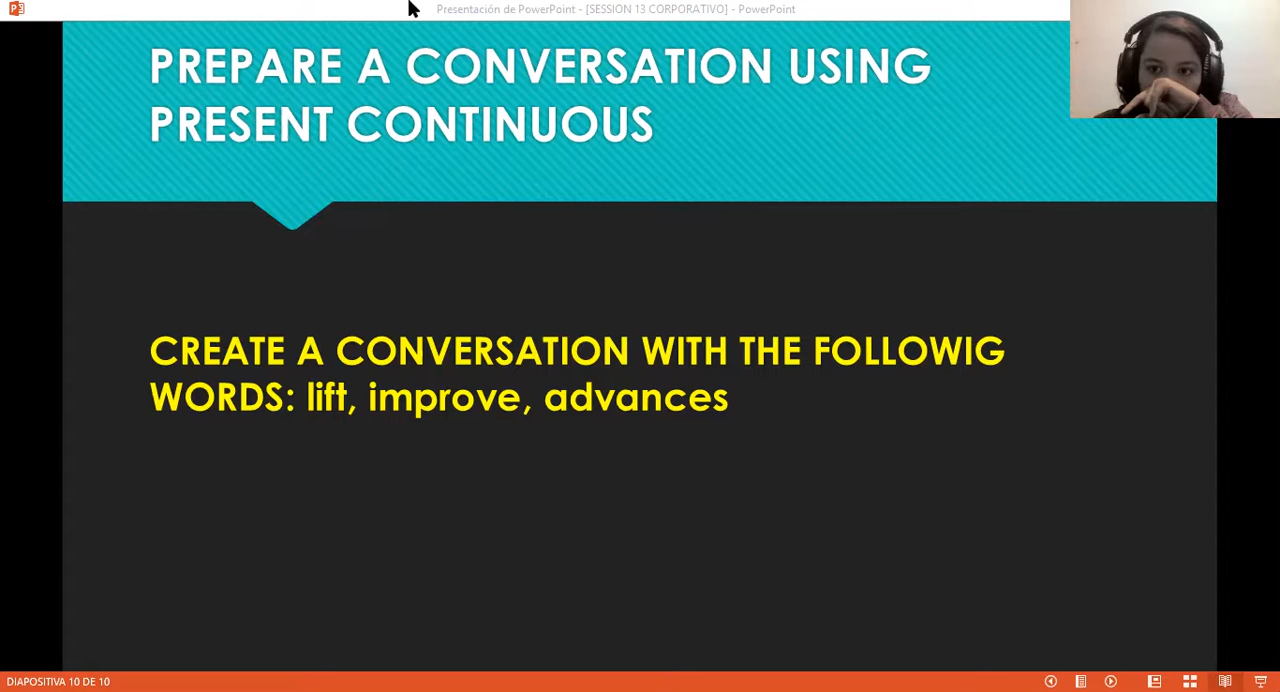 Presentación de PowerPoint - [SESSION 13 CORPORATIVO] - PowerPoint
PREPARE A CONVERSATION USING
PRESENT CONTINUOUS
CREATE A CONVERSATION WITH THE FOLLOWIG
WORDS: lift, improve, advances
DIAPOSITIVA 10 DE 10